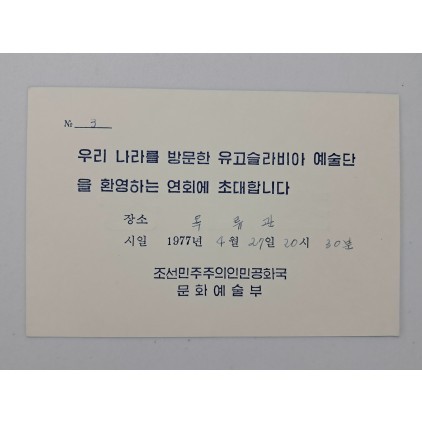 № 3
우리 나라를 방문한 유고슬라비아 예술단
을 환영하는 연회에 초대합니다
장소 옥류관
시일 1977년 4월 27일 20시 30분
조선민주주의인민공화국
문화예술부